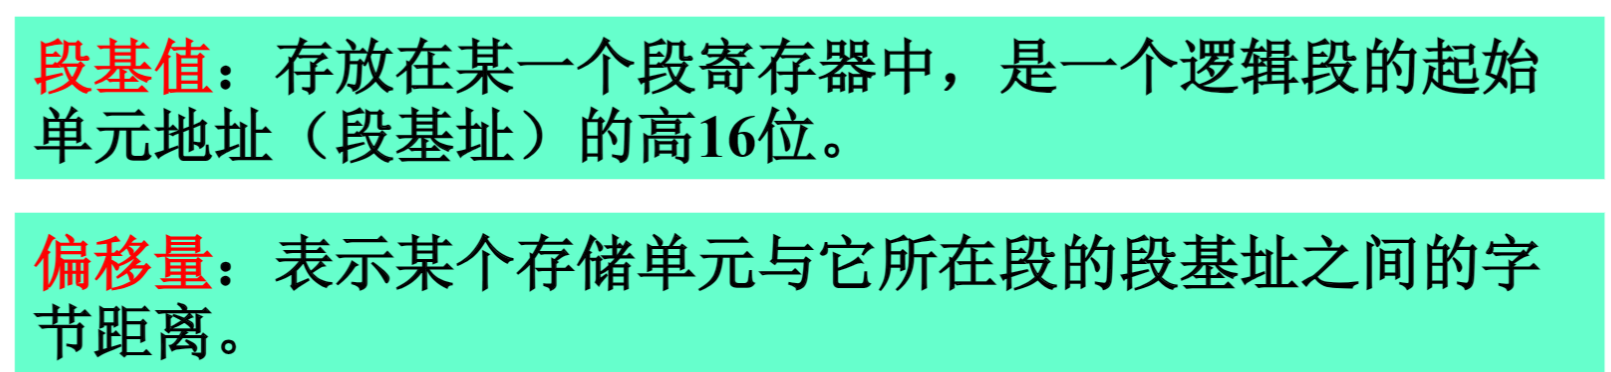 段基值：存放在某一个段寄存器中，是一个逻辑段的起始
单元地址（段基址）的高16位。
偏移量：表示某个存储单元与它所在段的段基址之间的字
节距离。